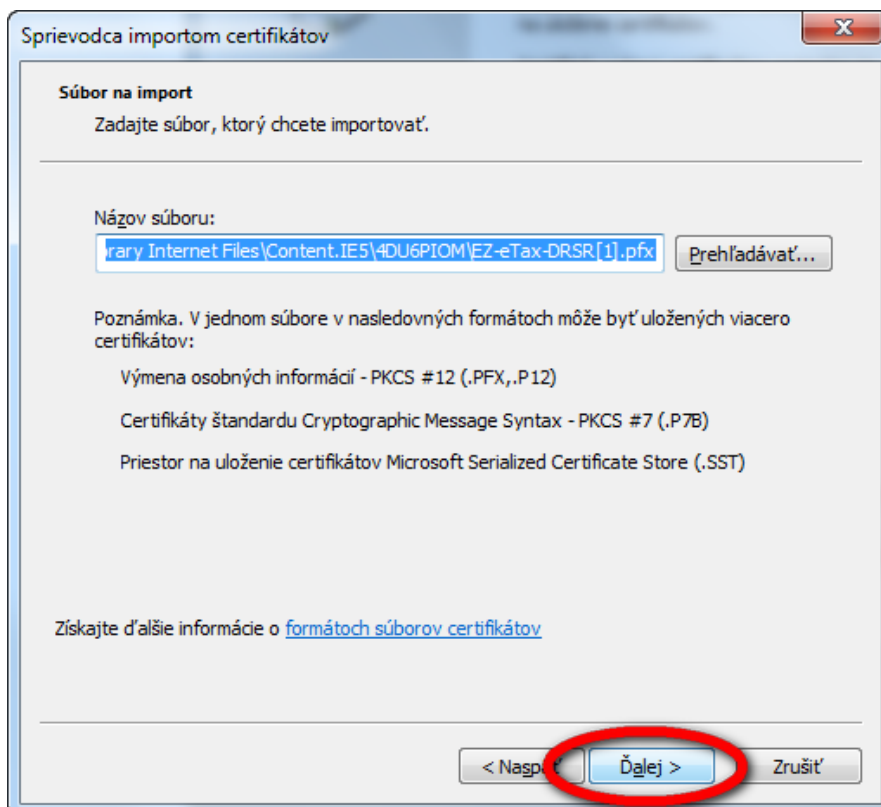 Sprievodca importom certifikátov
Súbor na import
Zadajte súbor, ktorý chcete importovať.
Názov súboru:
rary Internet Files\Content.IE5\4DU6PIOM\EZ-eTax-DRSR[1].pfx
Prehľadávať...
Poznámka. V jednom súbore v nasledovných formátoch môže byť uložených viacero
certifikátov:
Výmena osobných informácií - PKCS #12 (.PFX,.P12)
Certifikáty štandardu Cryptographic Message Syntax - PKCS #7 (.P7B)
Priestor na uloženie certifikátov Microsoft Serialized Certificate Store (.SST)
Získajte ďalšie informácie o formátoch súborov certifikátov
< Naspäť Ďalej > Zrušiť